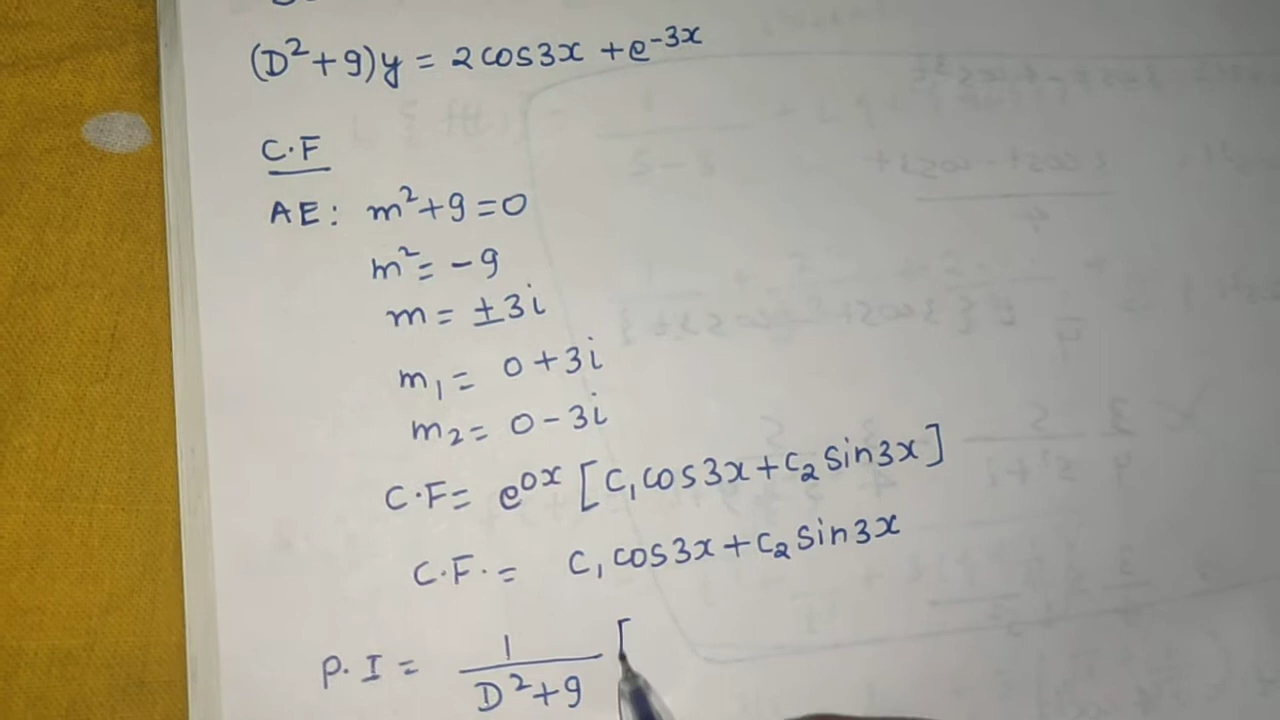 (D²+9)y = 2cos3x + e⁻³ˣ
C.F
AE: m²+9=0
m²= -9
m= ±3i
m₁= 0+3i
m₂= 0-3i
C.F= e⁰ˣ [C₁cos3x+C₂sin3x]
C.F.= C₁cos3x+C₂sin3x
P.I = 1/(D²+9) [